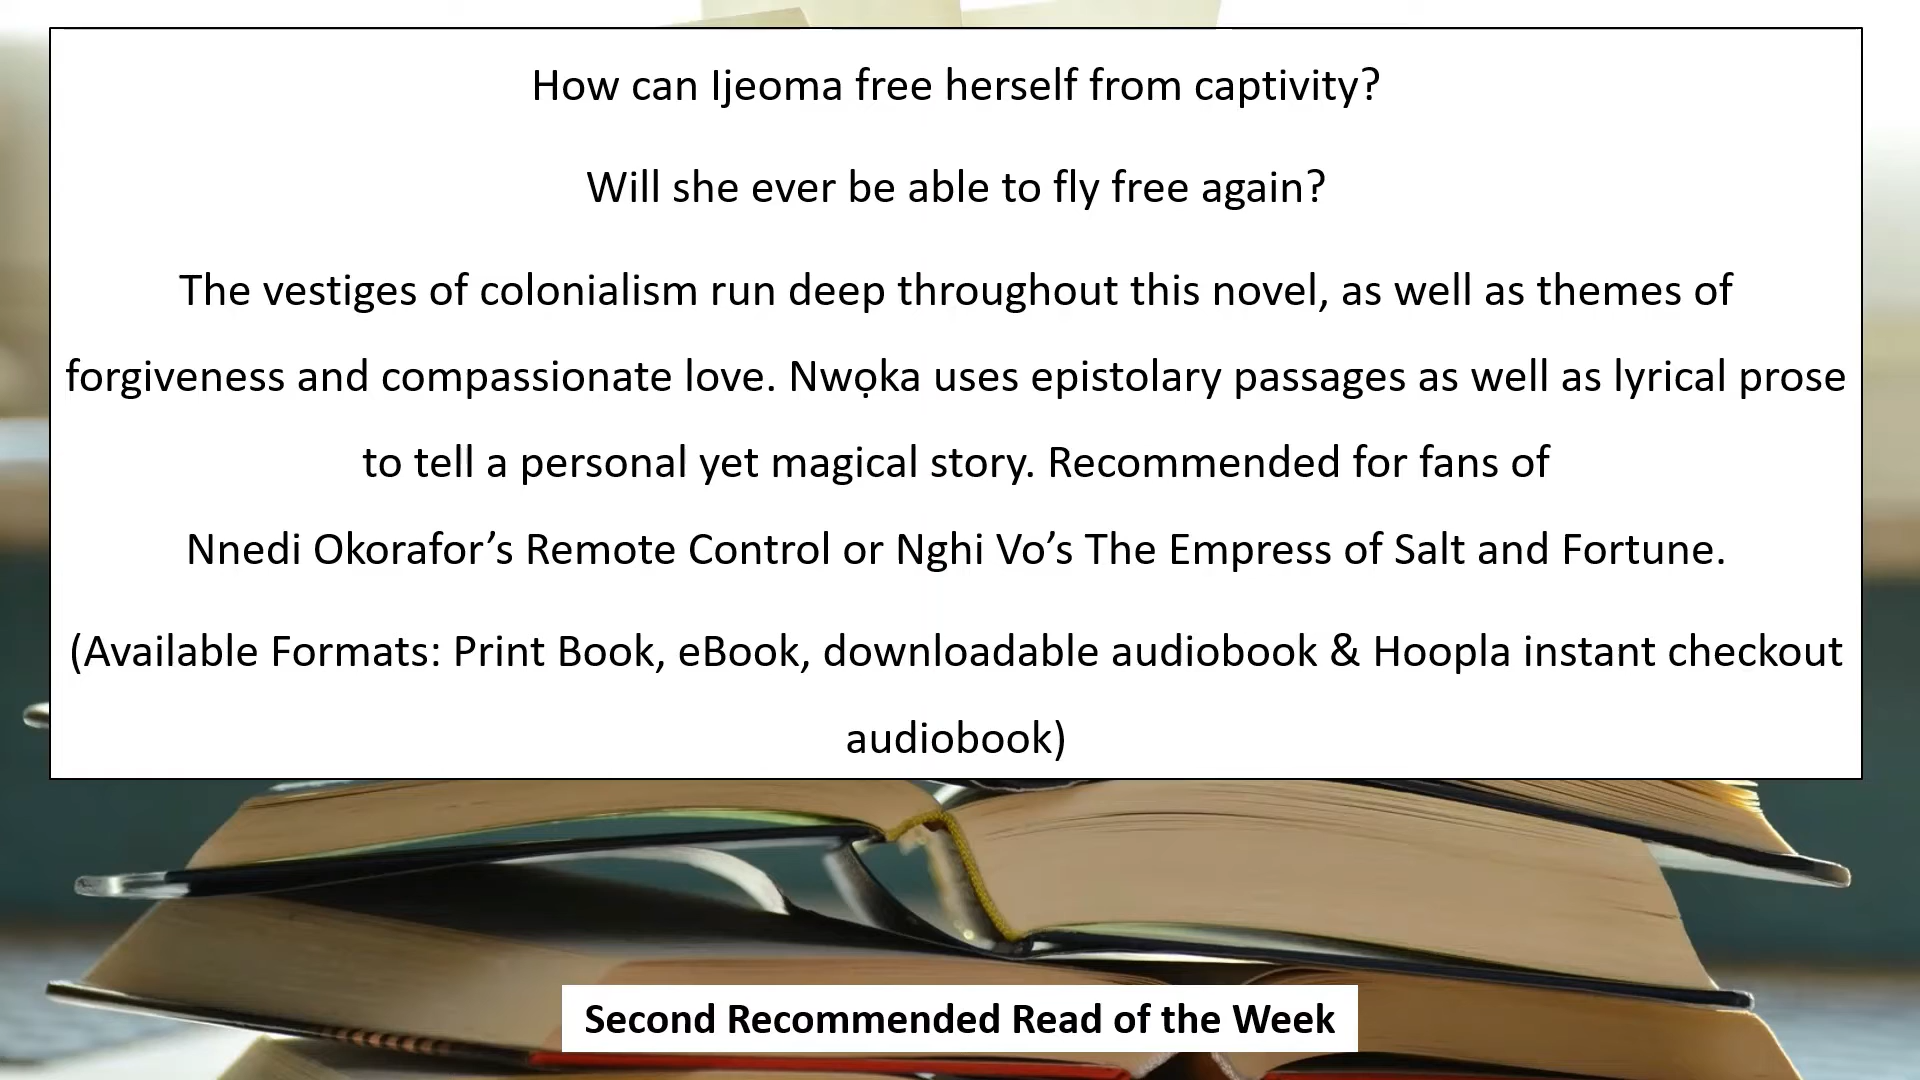 How can Ijeoma free herself from captivity?
Will she ever be able to fly free again?
The vestiges of colonialism run deep throughout this novel, as well as themes of
forgiveness and compassionate love. Nwọka uses epistolary passages as well as lyrical prose
to tell a personal yet magical story. Recommended for fans of
Nnedi Okorafor’s Remote Control or Nghi Vo’s The Empress of Salt and Fortune.
(Available Formats: Print Book, eBook, downloadable audiobook & Hoopla instant checkout
audiobook)
Second Recommended Read of the Week